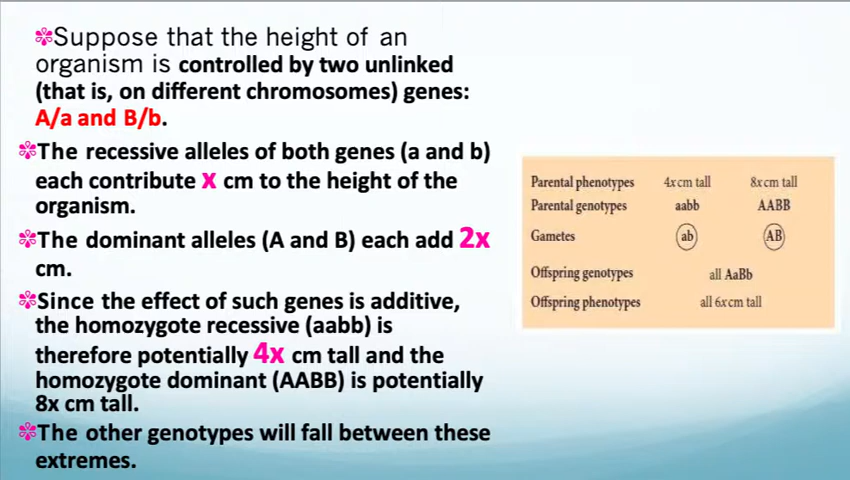 ✽Suppose that the height of an
organism is controlled by two unlinked
(that is, on different chromosomes) genes:
A/a and B/b.
✽The recessive alleles of both genes (a and b)
each contribute x cm to the height of the
organism.
✽The dominant alleles (A and B) each add 2x
cm.
✽Since the effect of such genes is additive,
the homozygote recessive (aabb) is
therefore potentially 4x cm tall and the
homozygote dominant (AABB) is potentially
8x cm tall.
✽The other genotypes will fall between these
extremes.
Parental phenotypes 4x cm tall 8x cm tall
Parental genotypes aabb AABB
Gametes ab AB
Offspring genotypes all AaBb
Offspring phenotypes all 6x cm tall